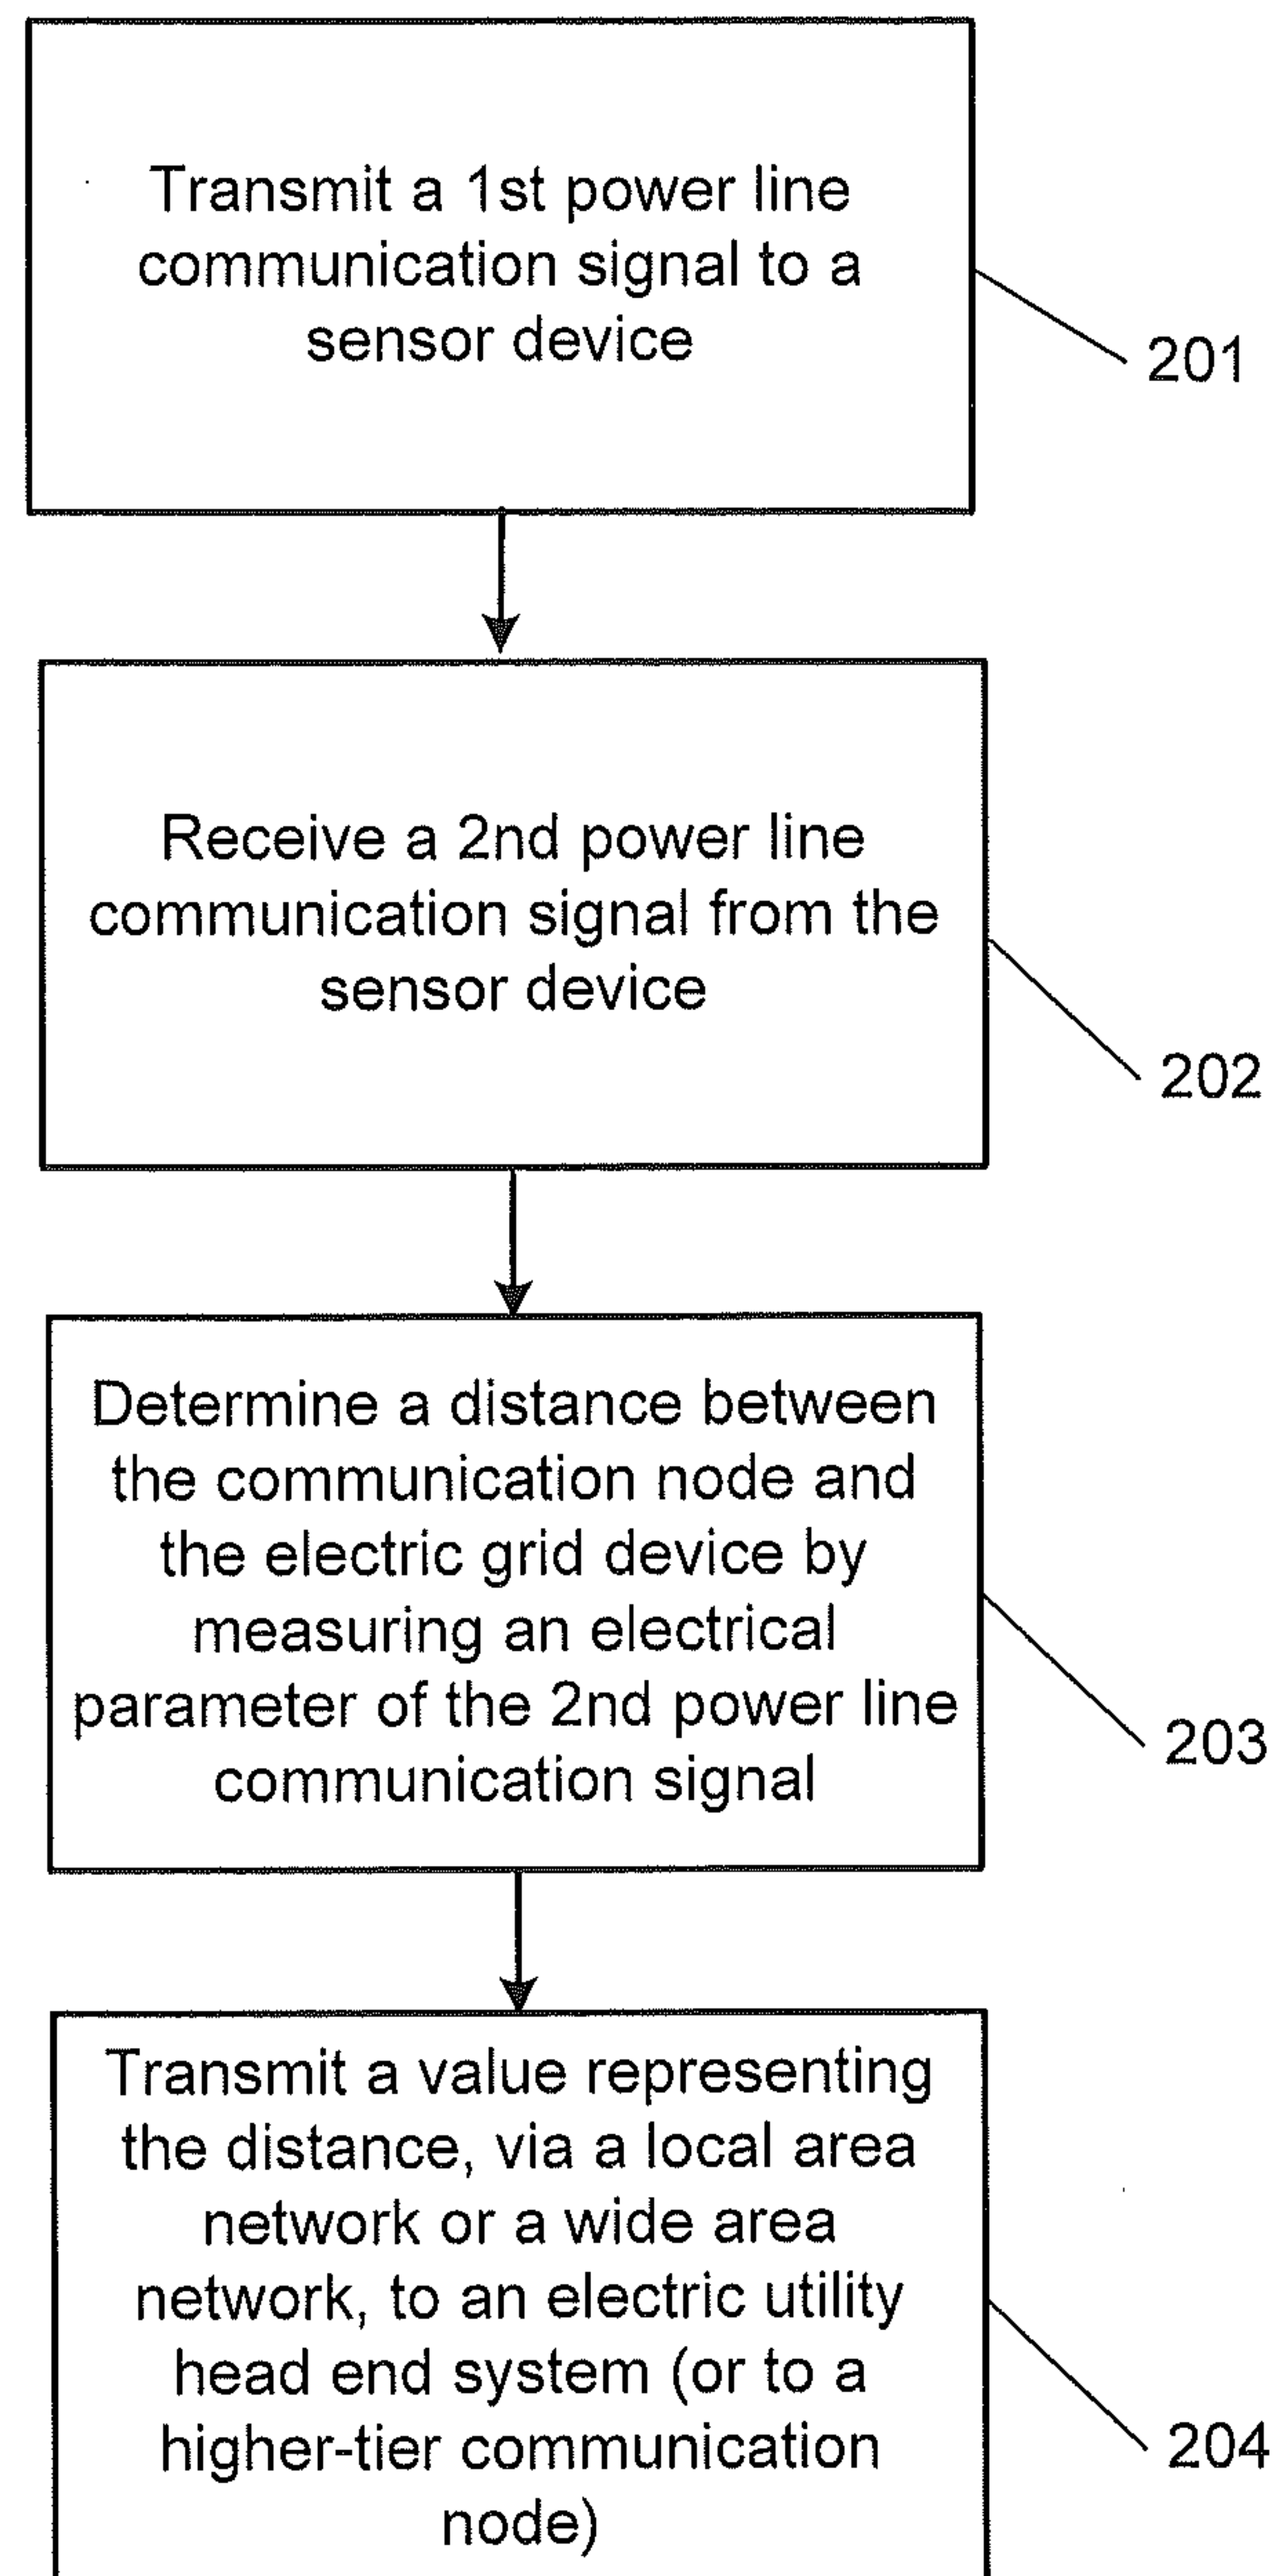 Transmit a 1st power line
communication signal to a
sensor device
201
Receive a 2nd power line
communication signal from the
sensor device
202
Determine a distance between
the communication node and
the electric grid device by
measuring an electrical
parameter of the 2nd power line
communication signal
203
Transmit a value representing
the distance, via a local area
network or a wide area
network, to an electric utility
head end system (or to a
higher-tier communication
node)
204